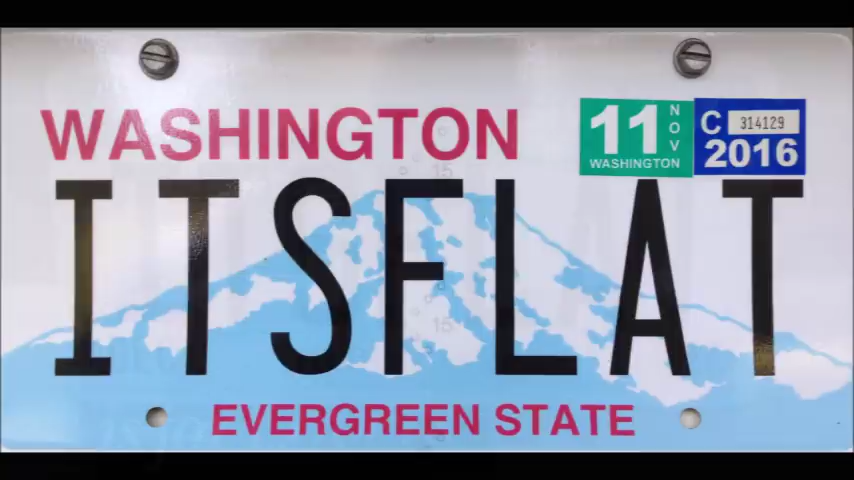 WASHINGTON
11 NOV WASHINGTON
C 314129
2016
ITSFLAT
EVERGREEN STATE